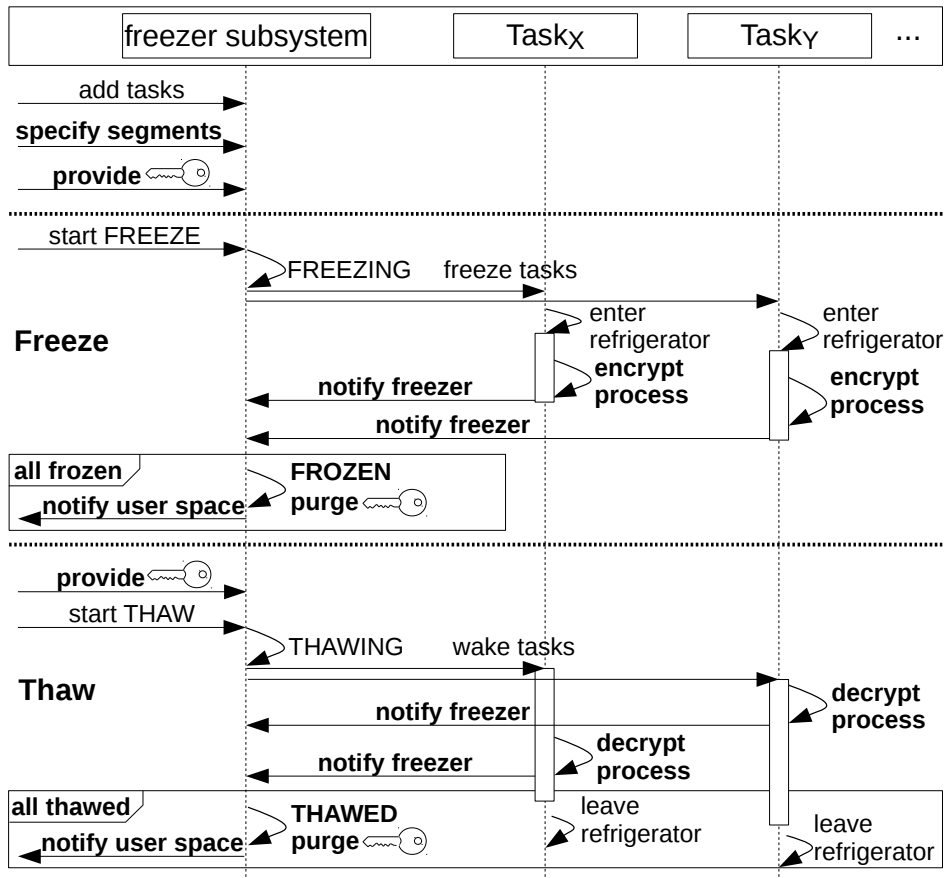 freezer subsystem
TaskX
TaskY
...
add tasks
specify segments
provide
start FREEZE
FREEZING
freeze tasks
enter
refrigerator
enter
refrigerator
Freeze
encrypt
process
encrypt
process
notify freezer
notify freezer
all frozen
FROZEN
purge
notify user space
provide
start THAW
THAWING
wake tasks
Thaw
decrypt
process
notify freezer
decrypt
process
notify freezer
all thawed
THAWED
purge
leave
refrigerator
notify user space
leave
refrigerator